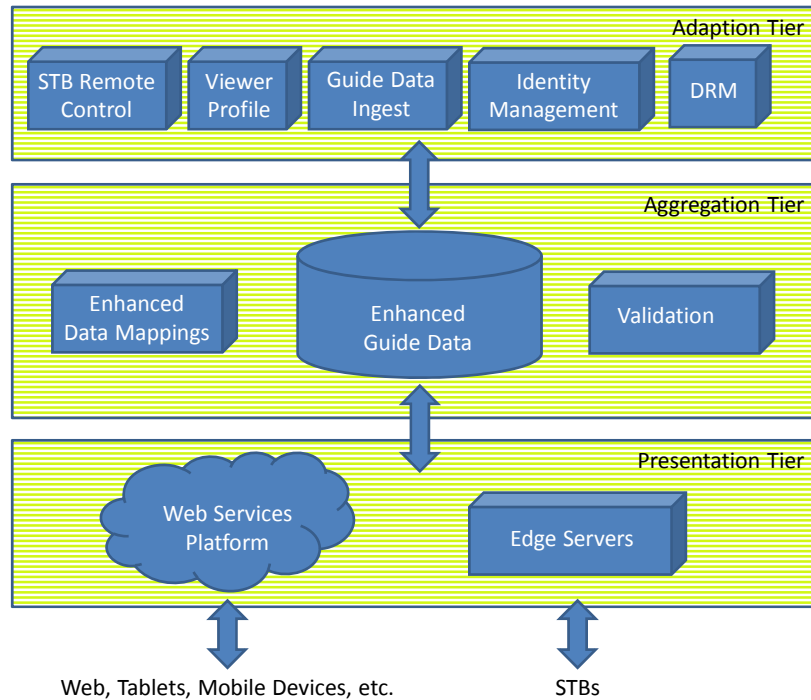 Adaption Tier
STB Remote
Control
Viewer
Profile
Guide Data
Ingest
Identity
Management
DRM
Aggregation Tier
Enhanced
Data Mappings
Enhanced
Guide Data
Validation
Presentation Tier
Web Services
Platform
Edge Servers
Web, Tablets, Mobile Devices, etc.
STBs